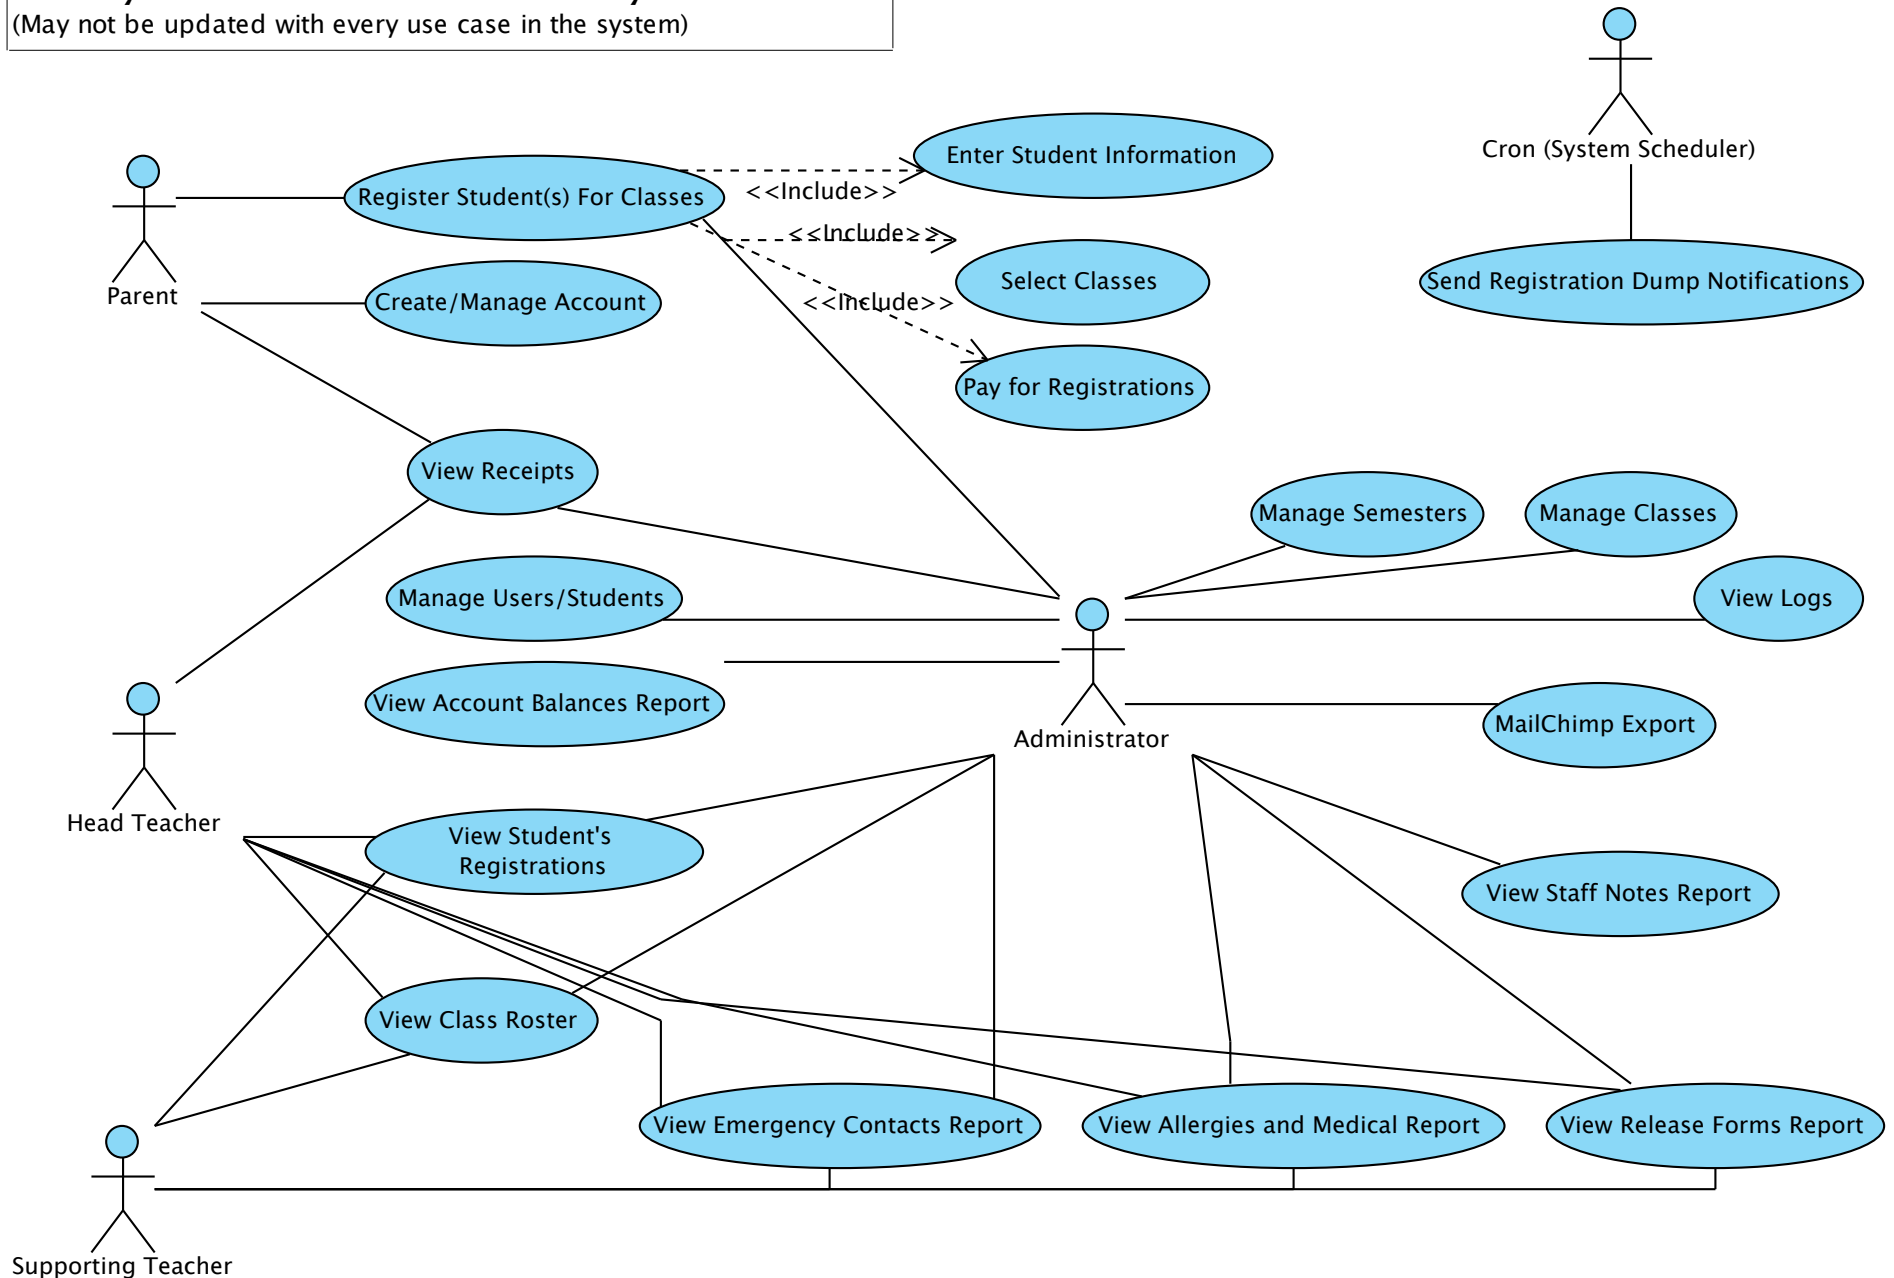 (May not be updated with every use case in the system)
Cron (System Scheduler)
Enter Student Information
Register Student(s) For Classes
<<Include>>
<<Include>>
Select Classes
Send Registration Dump Notifications
Parent
Create/Manage Account
<<Include>>
Pay for Registrations
View Receipts
Manage Semesters
Manage Classes
Manage Users/Students
View Logs
View Account Balances Report
MailChimp Export
Administrator
Head Teacher
View Student's
Registrations
View Staff Notes Report
View Class Roster
View Emergency Contacts Report
View Allergies and Medical Report
View Release Forms Report
Supporting Teacher